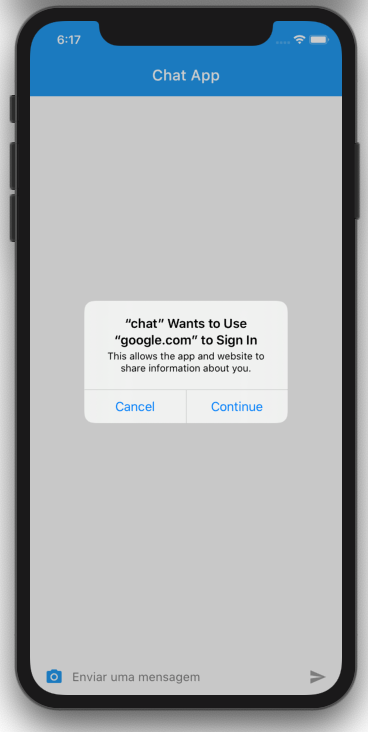 6:17
Chat App
“chat” Wants to Use
“google.com” to Sign In
This allows the app and website to
share information about you.
Cancel
Continue
Enviar uma mensagem